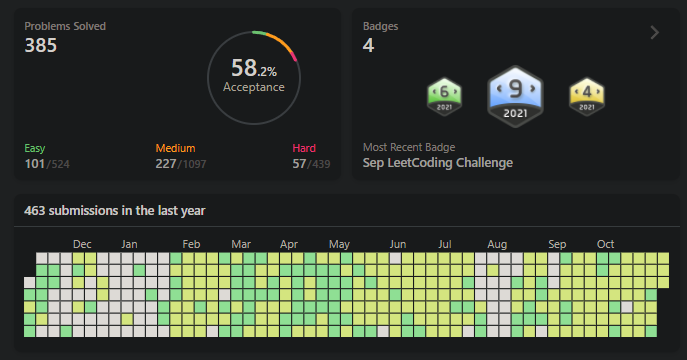 Problems Solved
385
58.2%
Acceptance
Easy
101/524
Medium
227/1097
Hard
57/439
Badges
4
6
2021
9
2021
4
2021
Most Recent Badge
Sep LeetCoding Challenge
463 submissions in the last year
Dec Jan Feb Mar Apr May Jun Jul Aug Sep Oct